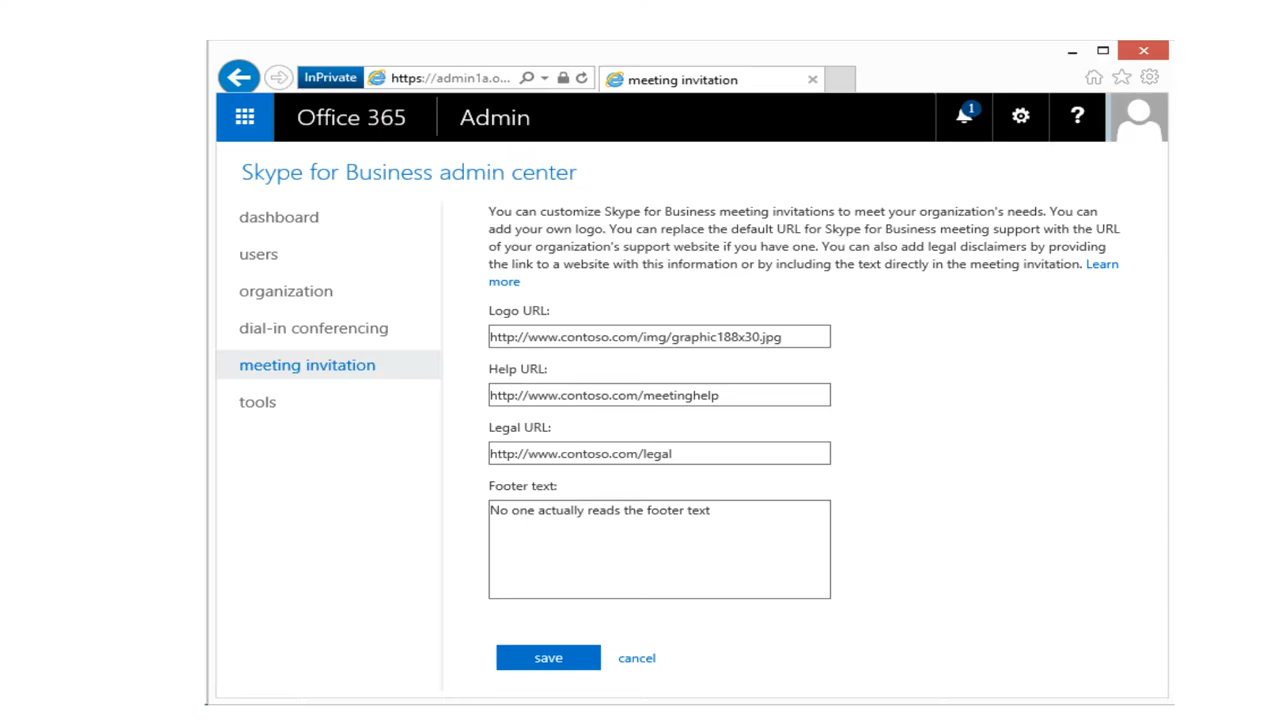 InPrivate
https://admin1a.o...
meeting invitation
Office 365
Admin
1
?
Skype for Business admin center
dashboard
users
organization
dial-in conferencing
meeting invitation
tools
You can customize Skype for Business meeting invitations to meet your organization's needs. You can
add your own logo. You can replace the default URL for Skype for Business meeting support with the URL
of your organization's support website if you have one. You can also add legal disclaimers by providing
the link to a website with this information or by including the text directly in the meeting invitation. Learn
more
Logo URL:
http://www.contoso.com/img/graphic188x30.jpg
Help URL:
http://www.contoso.com/meetinghelp
Legal URL:
http://www.contoso.com/legal
Footer text:
No one actually reads the footer text
save
cancel